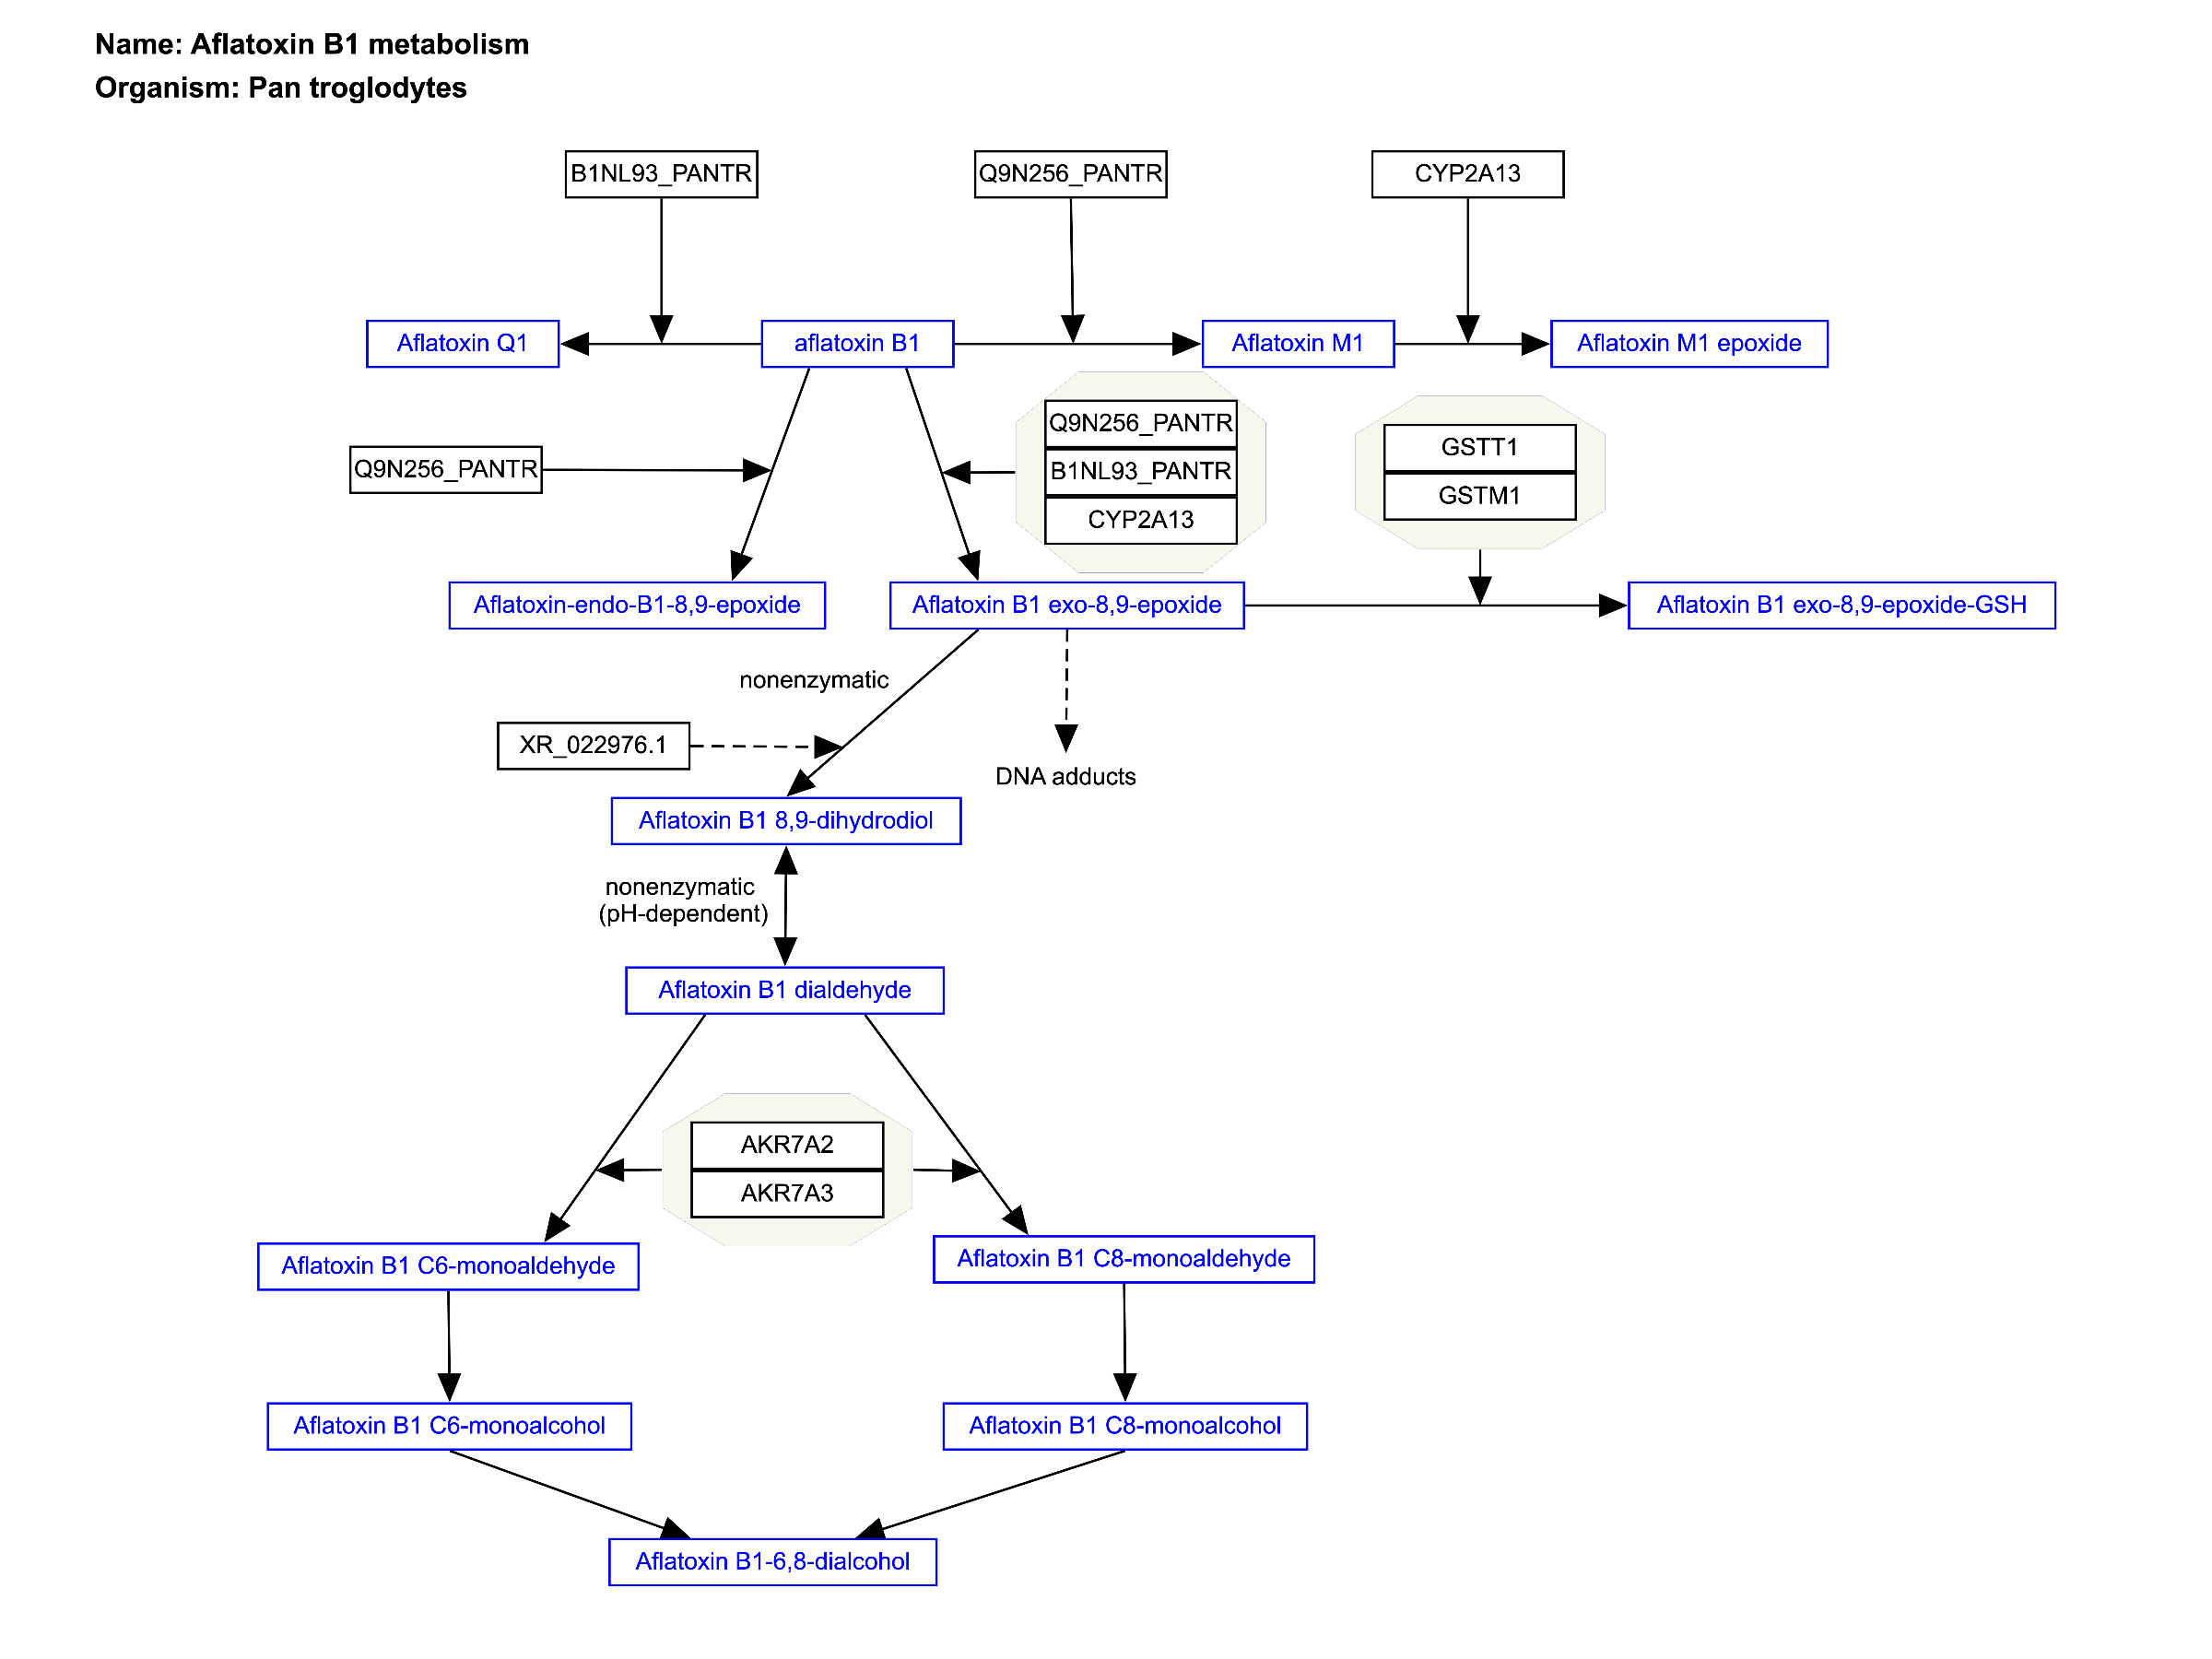 Name: Aflatoxin B1 metabolism
Organism: Pan troglodytes
B1NL93_PANTR
Q9N256_PANTR
CYP2A13
Aflatoxin Q1
aflatoxin B1
Aflatoxin M1
Aflatoxin M1 epoxide
Q9N256_PANTR
Q9N256_PANTR
B1NL93_PANTR
CYP2A13
GSTT1
GSTM1
Aflatoxin-endo-B1-8,9-epoxide
Aflatoxin B1 exo-8,9-epoxide
Aflatoxin B1 exo-8,9-epoxide-GSH
nonenzymatic
XR_022976.1
DNA adducts
Aflatoxin B1 8,9-dihydrodiol
nonenzymatic
(pH-dependent)
Aflatoxin B1 dialdehyde
AKR7A2
AKR7A3
Aflatoxin B1 C6-monoaldehyde
Aflatoxin B1 C8-monoaldehyde
Aflatoxin B1 C6-monoalcohol
Aflatoxin B1 C8-monoalcohol
Aflatoxin B1-6,8-dialcohol